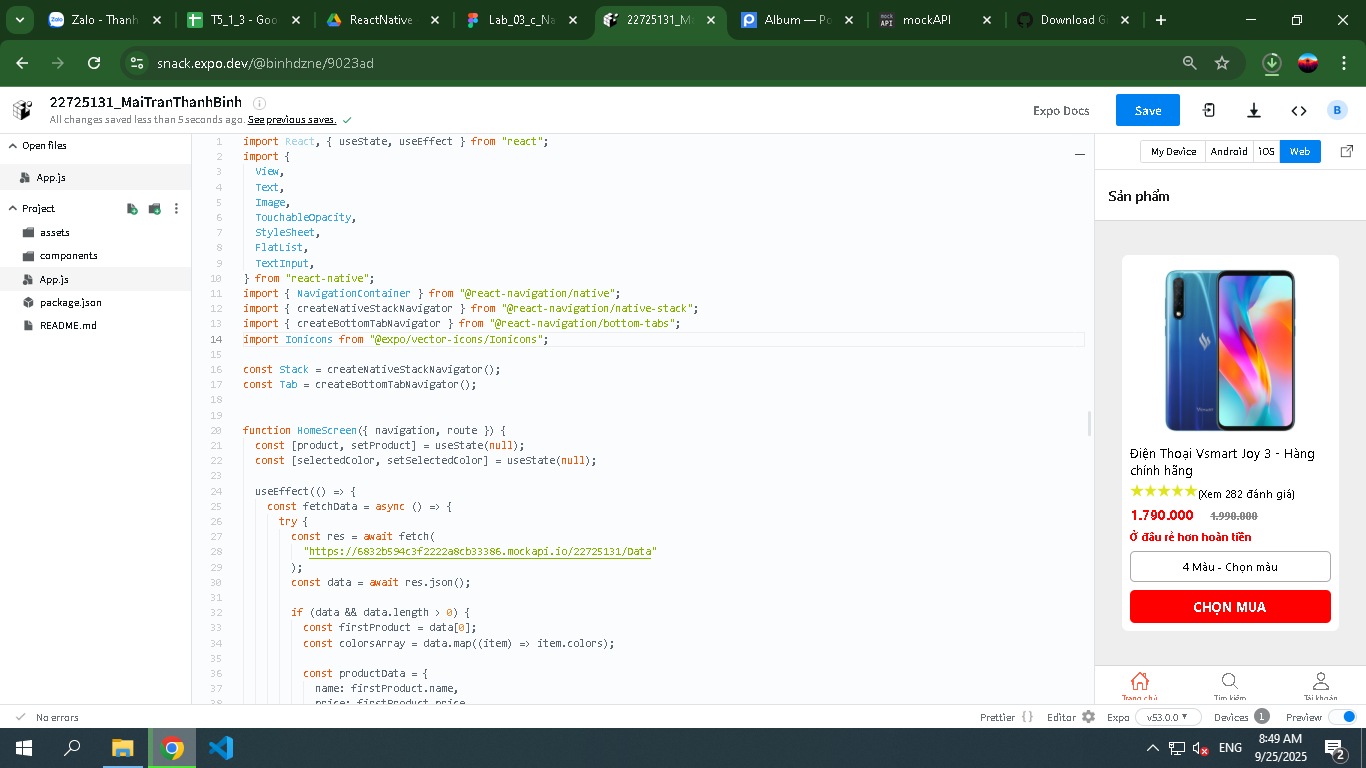 Zalo - Thanh
T5_1_3 - Goo
ReactNative
Lab_03_c_Na
22725131_Ma
Album — Po
mockAPI
Download Gi
snack.expo.dev/@binhdzne/9023ad
22725131_MaiTranThanhBinh
All changes saved less than 5 seconds ago. See previous saves.
Expo Docs
Save
B
Open files
App.js
Project
assets
components
App.js
package.json
README.md
1 import React, { useState, useEffect } from "react";
2 import {
3 View,
4 Text,
5 Image,
6 TouchableOpacity,
7 StyleSheet,
8 FlatList,
9 TextInput,
10 } from "react-native";
11 import { NavigationContainer } from "@react-navigation/native";
12 import { createNativeStackNavigator } from "@react-navigation/native-stack";
13 import { createBottomTabNavigator } from "@react-navigation/bottom-tabs";
14 import Ionicons from "@expo/vector-icons/Ionicons";
15
16 const Stack = createNativeStackNavigator();
17 const Tab = createBottomTabNavigator();
18
19
20 function HomeScreen({ navigation, route }) {
21 const [product, setProduct] = useState(null);
22 const [selectedColor, setSelectedColor] = useState(null);
23
24 useEffect(() => {
25 const fetchData = async () => {
26 try {
27 const res = await fetch(
28 "https://6832b594c3f2222a8cb33386.mockapi.io/22725131/Data"
29 );
30 const data = await res.json();
31
32 if (data && data.length > 0) {
33 const firstProduct = data[0];
34 const colorsArray = data.map((item) => item.colors);
35
36 const productData = {
37 name: firstProduct.name,
38 price: firstProduct.price,
My Device
Android
iOS
Web
Sản phẩm
Vsmart
Điện Thoại Vsmart Joy 3 - Hàng
chính hãng
(Xem 282 đánh giá)
1.790.000 1.990.000
Ở đâu rẻ hơn hoàn tiền
4 Màu - Chọn màu
CHỌN MUA
Trang chủ
Tìm kiếm
Tài khoản
No errors
Prettier
Editor
Expo
v53.0.0
Devices
1
Preview
ENG
8:49 AM
9/25/2025
2